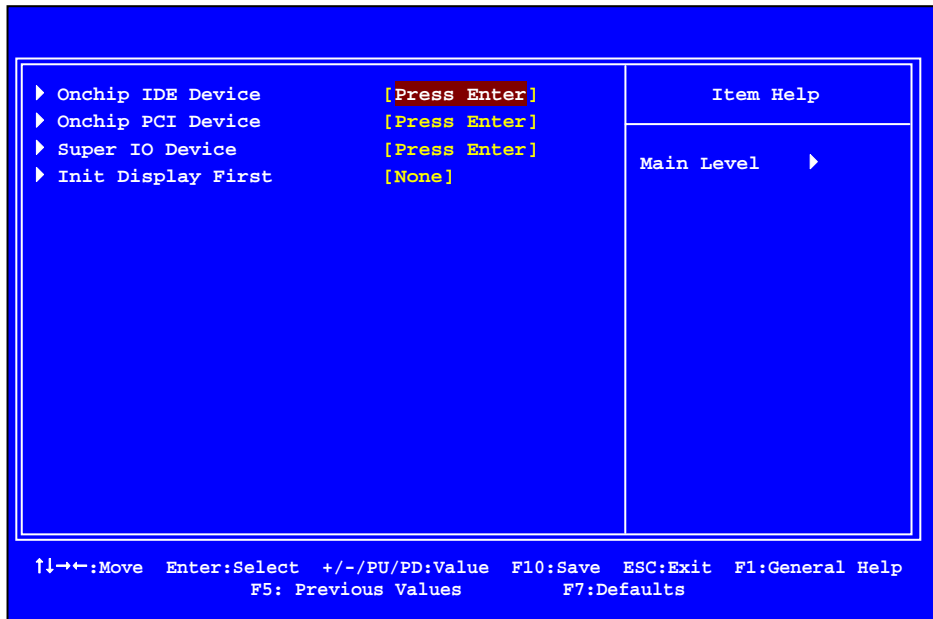 Onchip IDE Device [Press Enter]
Onchip PCI Device [Press Enter]
Super IO Device [Press Enter]
Init Display First [None]
Item Help
Main Level
↑↓→←:Move Enter:Select +/-/PU/PD:Value F10:Save ESC:Exit F1:General Help
F5: Previous Values F7:Defaults